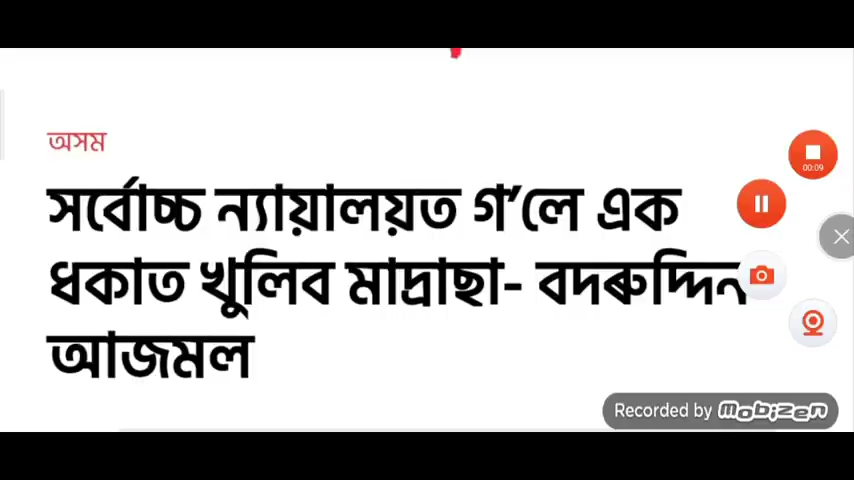 অসম
সৰ্বোচ্চ ন্যায়ালয়ত গ’লে এক
ধকাত খুলিব মাদ্ৰাছা- বদৰুদ্দিন
আজমল
00:09
Recorded by mobizen